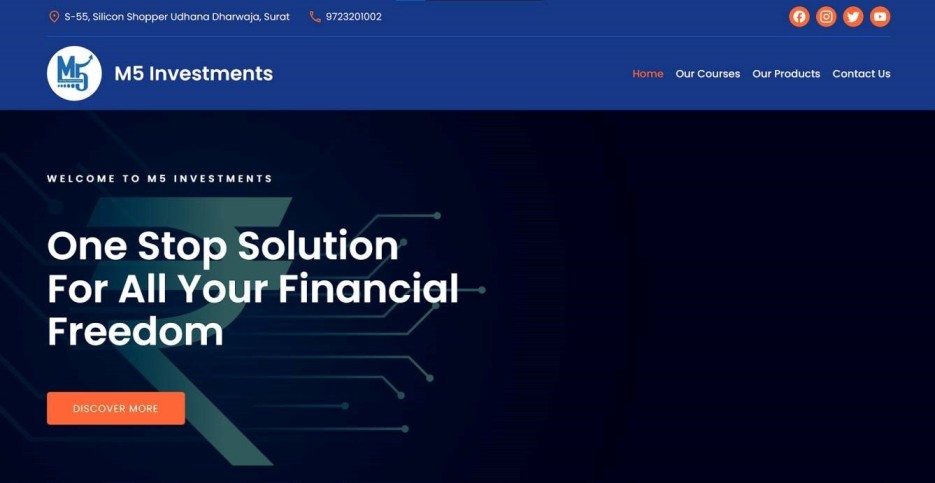 S-55, Silicon Shopper Udhana Dharwaja, Surat 9723201002
M5 Investments
Home Our Courses Our Products Contact Us
WELCOME TO M5 INVESTMENTS
One Stop Solution
For All Your Financial
Freedom
DISCOVER MORE